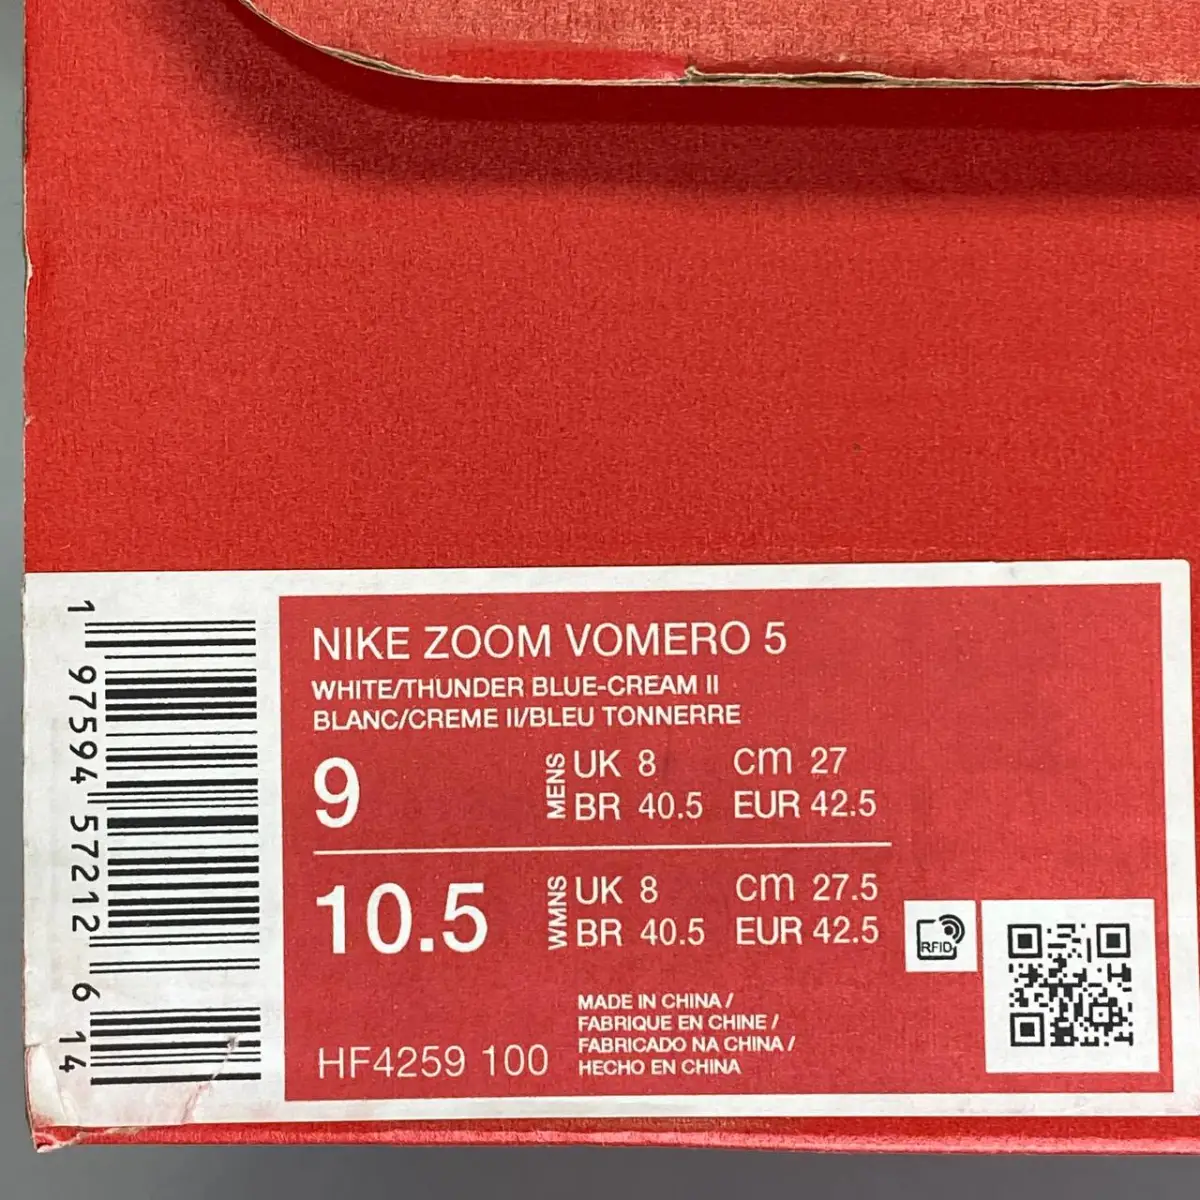 NIKE ZOOM VOMERO 5
WHITE/THUNDER BLUE-CREAM II
BLANC/CREME II/BLEU TONNERRE
9 MENS UK 8 CM 27
BR 40.5 EUR 42.5
10.5 WMNS UK 8 CM 27.5
BR 40.5 EUR 42.5
RFID
MADE IN CHINA /
FABRIQUE EN CHINE /
FABRICADO NA CHINA /
HECHO EN CHINA
HF4259 100
1 97594 57212 6 14